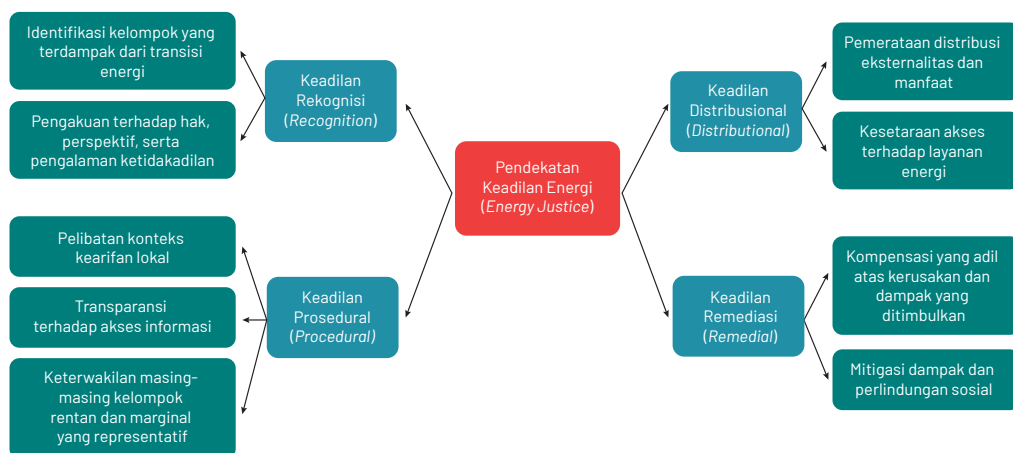 Identifikasi kelompok yang
terdampak dari transisi
energi
Pengakuan terhadap hak,
perspektif, serta
pengalaman ketidakadilan
Keadilan
Rekognisi
(Recognition)
Pelibatan konteks
kearifan lokal
Transparansi
terhadap akses informasi
Keterwakilan masing-
masing kelompok
rentan dan marginal
yang representatif
Keadilan
Prosedural
(Procedural)
Pendekatan
Keadilan Energi
(Energy Justice)
Keadilan
Distribusional
(Distributional)
Pemerataan distribusi
eksternalitas dan
manfaat
Kesetaraan akses
terhadap layanan
energi
Keadilan
Remediasi
(Remedial)
Kompensasi yang adil
atas kerusakan dan
dampak yang
ditimbulkan
Mitigasi dampak dan
perlindungan sosial